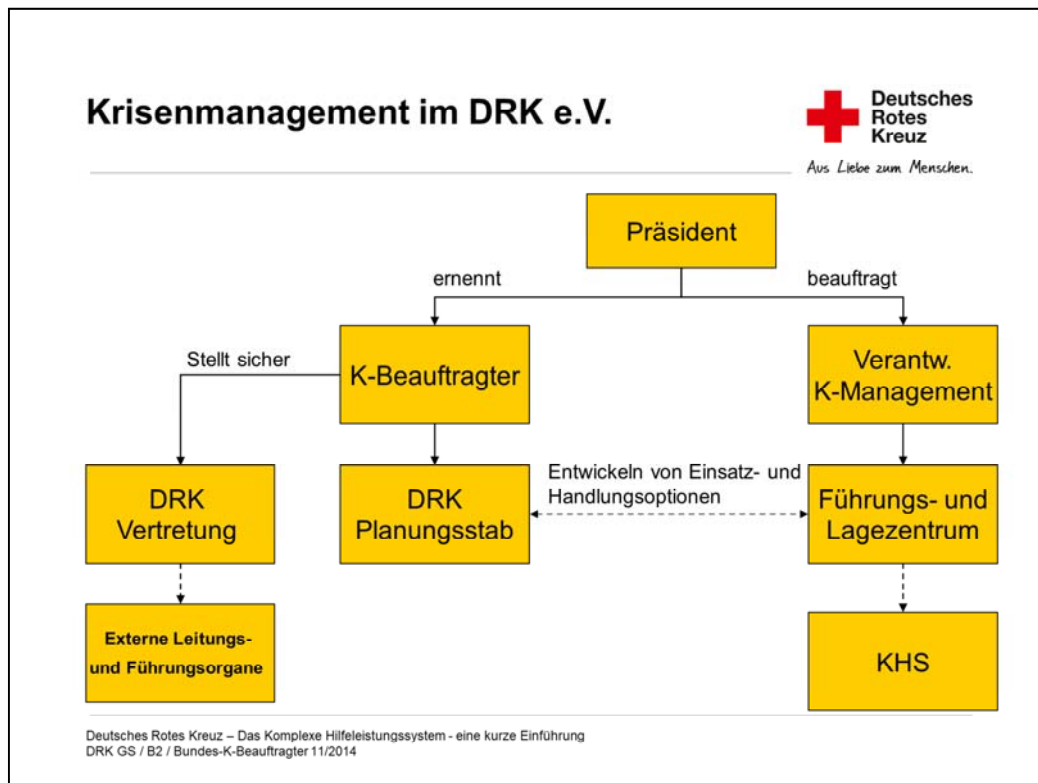 Krisenmanagement im DRK e.V.
Deutsches
Rotes
Kreuz
Aus Liebe zum Menschen.
Präsident
ernennt
beauftragt
Stellt sicher
K-Beauftragter
Verantw.
K-Management
DRK
Vertretung
DRK
Planungsstab
Entwickeln von Einsatz- und
Handlungsoptionen
Führungs- und
Lagezentrum
Externe Leitungs-
und Führungsorgane
KHS
Deutsches Rotes Kreuz – Das Komplexe Hilfeleistungssystem - eine kurze Einführung
DRK GS / B2 / Bundes-K-Beauftragter 11/2014